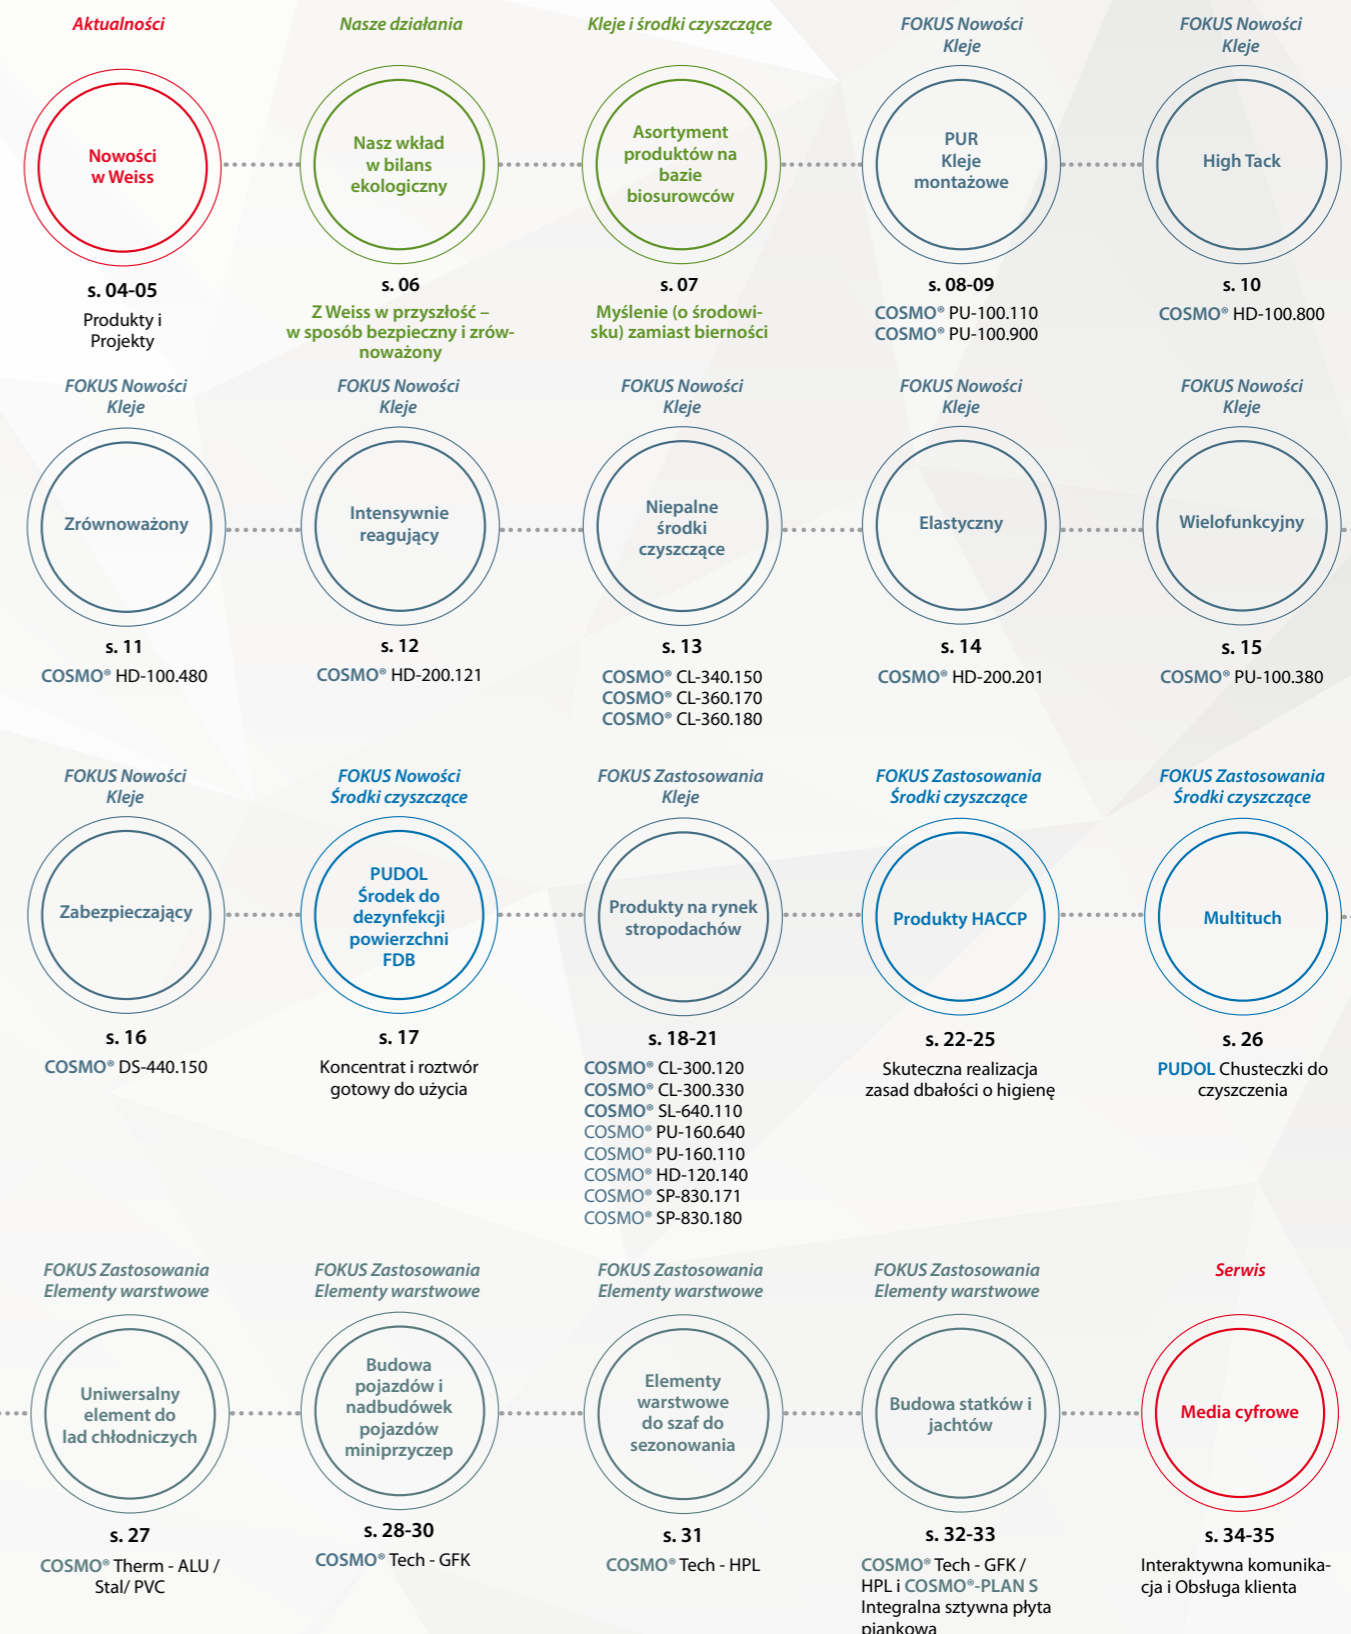 Aktualności
Nowości
w Weiss
s. 04-05
Produkty i
Projekty
Nasze działania
Nasz wkład
w bilans
ekologiczny
s. 06
Z Weiss w przyszłość –
w sposób bezpieczny i zrów-
noważony
Kleje i środki czyszczące
Asortyment
produktów na
bazie
biosurowców
s. 07
Myślenie (o środowi-
sku) zamiast bierności
FOKUS Nowości
Kleje
PUR
Kleje
montażowe
s. 08-09
COSMO® PU-100.110
COSMO® PU-100.900
FOKUS Nowości
Kleje
High Tack
s. 10
COSMO® HD-100.800
FOKUS Nowości
Kleje
Zrównoważony
s. 11
COSMO® HD-100.480
FOKUS Nowości
Kleje
Intensywnie
reagujący
s. 12
COSMO® HD-200.121
FOKUS Nowości
Kleje
Niepalne
środki
czyszczące
s. 13
COSMO® CL-340.150
COSMO® CL-360.170
COSMO® CL-360.180
FOKUS Nowości
Kleje
Elastyczny
s. 14
COSMO® HD-200.201
FOKUS Nowości
Kleje
Wielofunkcyjny
s. 15
COSMO® PU-100.380
FOKUS Nowości
Kleje
Zabezpieczający
s. 16
COSMO® DS-440.150
FOKUS Nowości
Środki czyszczące
PUDOL
Środek do
dezynfekcji
powierzchni
FDB
s. 17
Koncentrat i roztwór
gotowy do użycia
FOKUS Zastosowania
Kleje
Produkty na rynek
stropodachów
s. 18-21
COSMO® CL-300.120
COSMO® CL-300.330
COSMO® SL-640.110
COSMO® PU-160.640
COSMO® PU-160.110
COSMO® HD-120.140
COSMO® SP-830.171
COSMO® SP-830.180
FOKUS Zastosowania
Środki czyszczące
Produkty HACCP
s. 22-25
Skuteczna realizacja
zasad dbałości o higienę
FOKUS Zastosowania
Środki czyszczące
Multituch
s. 26
PUDOL Chusteczki do
czyszczenia
FOKUS Zastosowania
Elementy warstwowe
Uniwersalny
element do
lad chłodniczych
s. 27
COSMO® Therm - ALU /
Stal/ PVC
FOKUS Zastosowania
Elementy warstwowe
Budowa
pojazdów i
nadbudówek
pojazdów
miniprzyczep
s. 28-30
COSMO® Tech - GFK
FOKUS Zastosowania
Elementy warstwowe
Elementy
warstwowe
do szaf do
sezonowania
s. 31
COSMO® Tech - HPL
FOKUS Zastosowania
Elementy warstwowe
Budowa statków i
jachtów
s. 32-33
COSMO® Tech - GFK /
HPL i COSMO®-PLAN S
Integralna sztywna płyta
piankowa
Serwis
Media cyfrowe
s. 34-35
Interaktywna komunika-
cja i Obsługa klienta